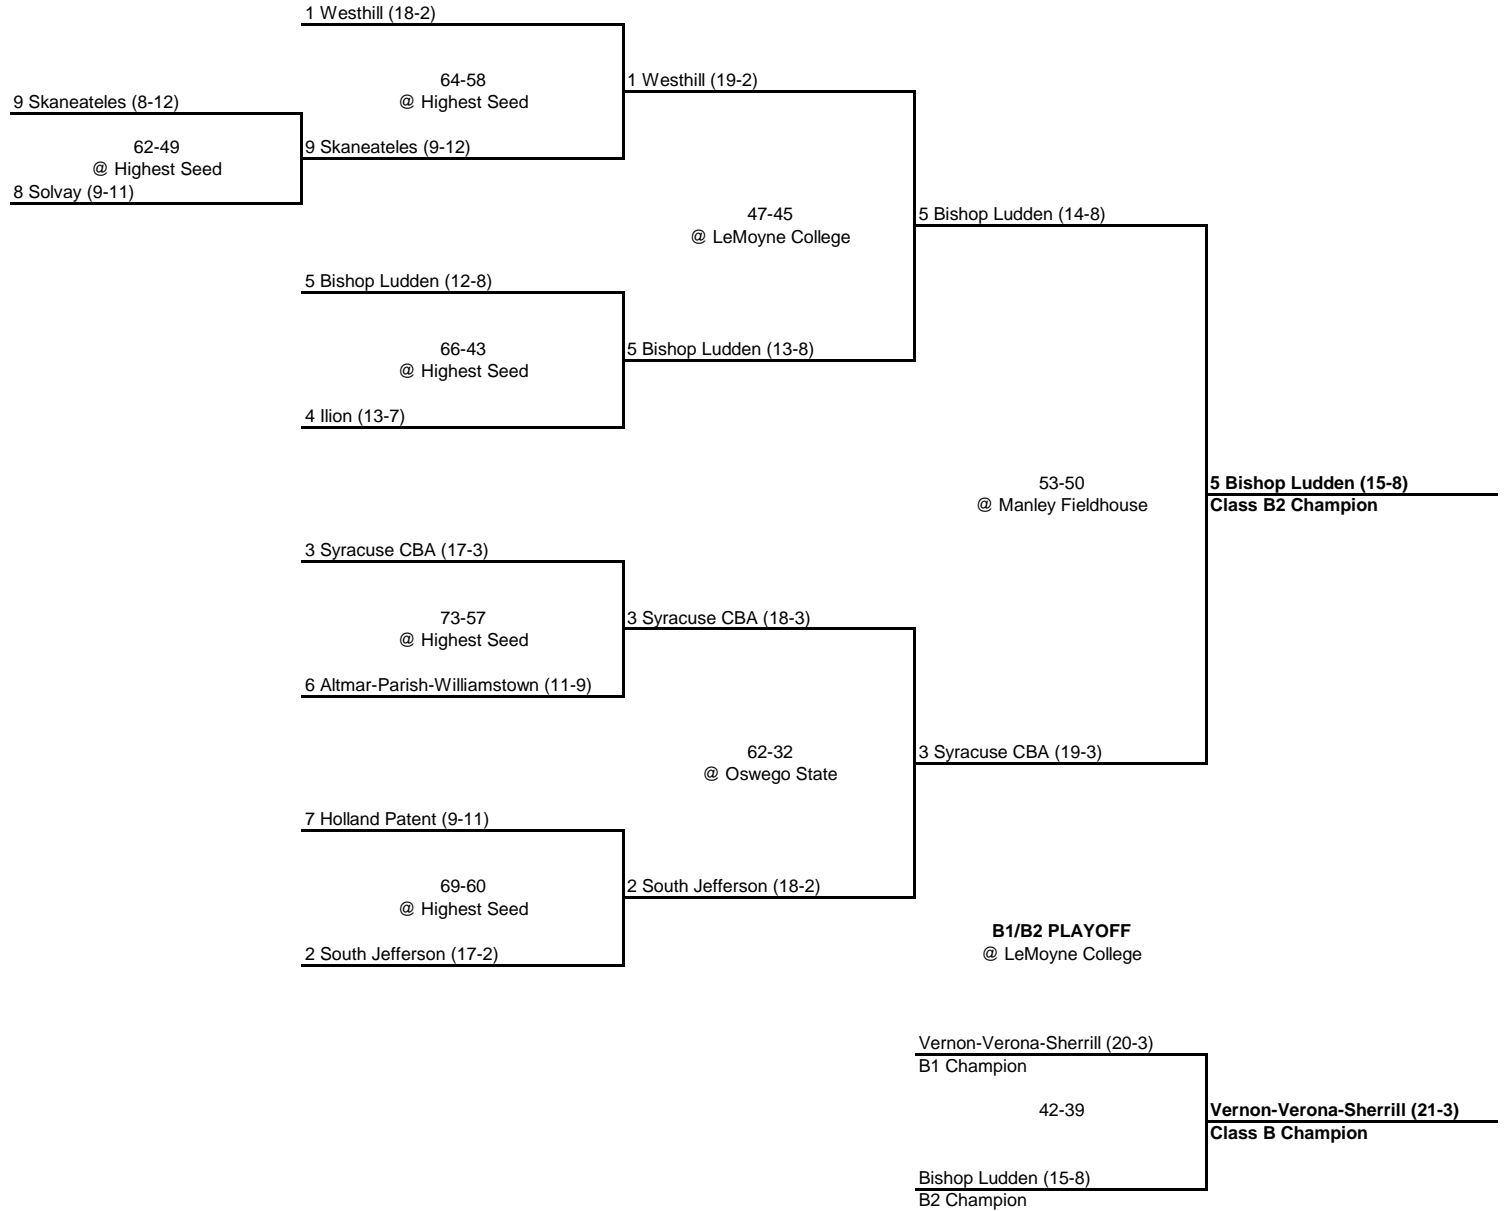 1 Westhill (18-2)
64-58
@ Highest Seed
1 Westhill (19-2)
9 Skaneateles (8-12)
62-49
@ Highest Seed
9 Skaneateles (9-12)
8 Solvay (9-11)
47-45
@ LeMoyne College
5 Bishop Ludden (14-8)
5 Bishop Ludden (12-8)
66-43
@ Highest Seed
5 Bishop Ludden (13-8)
4 Ilion (13-7)
53-50
@ Manley Fieldhouse
5 Bishop Ludden (15-8)
Class B2 Champion
3 Syracuse CBA (17-3)
73-57
@ Highest Seed
3 Syracuse CBA (18-3)
6 Altmar-Parish-Williamstown (11-9)
62-32
@ Oswego State
3 Syracuse CBA (19-3)
7 Holland Patent (9-11)
69-60
@ Highest Seed
2 South Jefferson (18-2)
2 South Jefferson (17-2)
B1/B2 PLAYOFF
@ LeMoyne College
Vernon-Verona-Sherrill (20-3)
B1 Champion
42-39
Vernon-Verona-Sherrill (21-3)
Class B Champion
Bishop Ludden (15-8)
B2 Champion